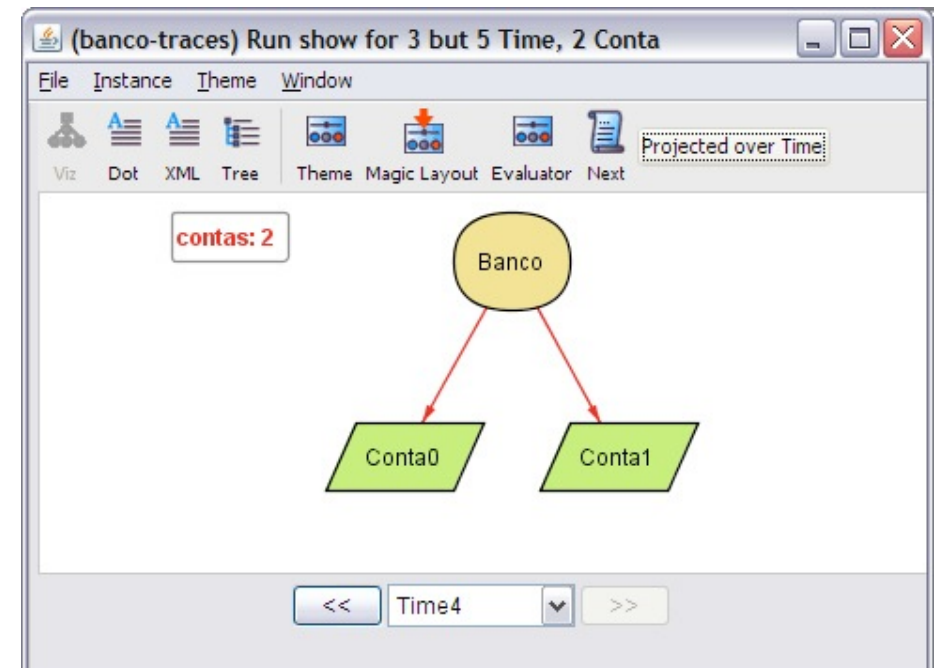 (banco-traces) Run show for 3 but 5 Time, 2 Conta
File Instance Theme Window
Viz Dot XML Tree Theme Magic Layout Evaluator Next Projected over Time
contas: 2
Banco
Conta0 Conta1
<< Time4 >>